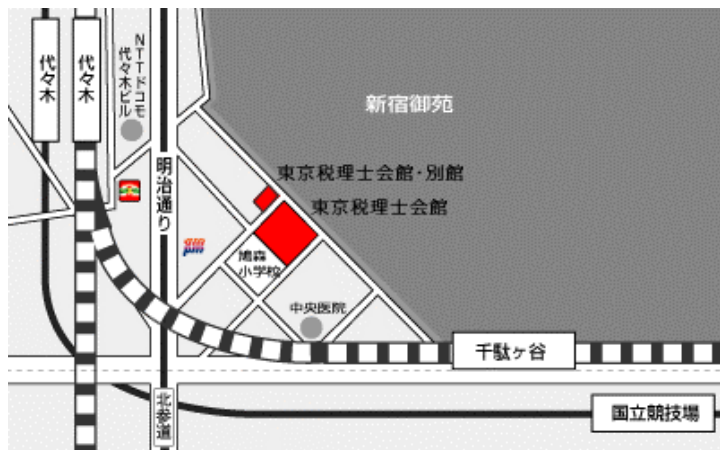 代々木
代々木
NTTドコモ
代々木ビル
新宿御苑
明治通り
東京税理士会館・別館
東京税理士会館
am
pm
鳩森
小学校
中央医院
千駄ヶ谷
北参道
国立競技場